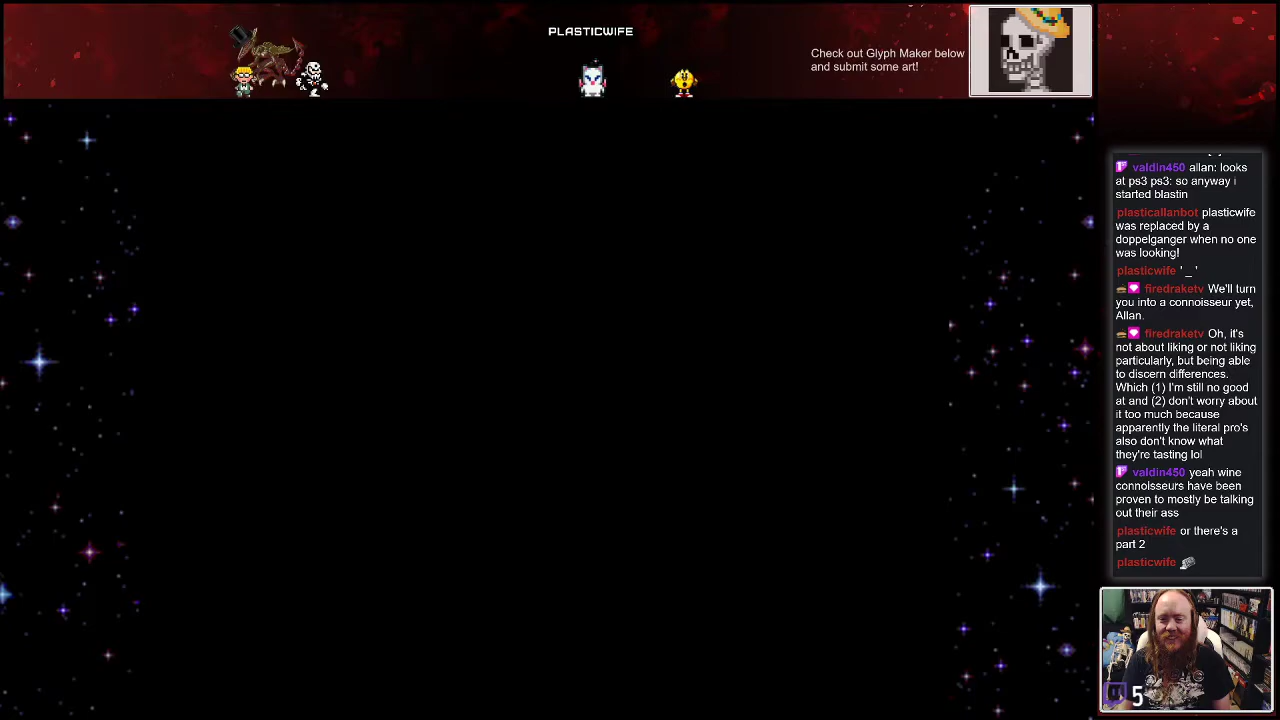 PLASTICWIFE
Check out Glyph Maker below
and submit some art!
valdin450 allan: looks
at ps3 ps3: so anyway i
started blastin
plasticallanbot plasticwife
was replaced by a
doppelganger when no one
was looking!
plasticwife ' _ '
firedraketv We'll turn
you into a connoisseur yet,
Allan.
firedraketv Oh, it's
not about liking or not liking
particularly, but being able
to discern differences.
Which (1) I'm still no good
at and (2) don't worry about
it too much because
apparently the literal pro's
also don't know what
they're tasting lol
valdin450 yeah wine
connoisseurs have been
proven to mostly be talking
out their ass
plasticwife or there's a
part 2
plasticwife
5